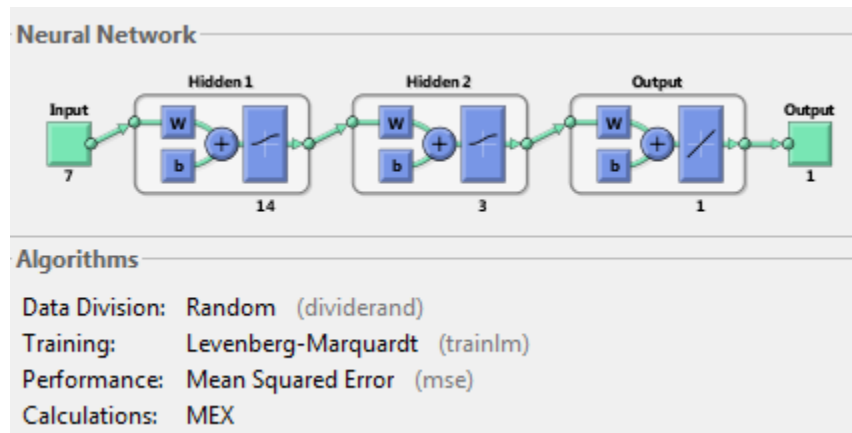 Neural Network
Hidden 1 Hidden 2 Output
Input Output
W W W
+ + +
b b b
7 1
14 3 1
Algorithms
Data Division: Random (dividerand)
Training: Levenberg-Marquardt (trainlm)
Performance: Mean Squared Error (mse)
Calculations: MEX